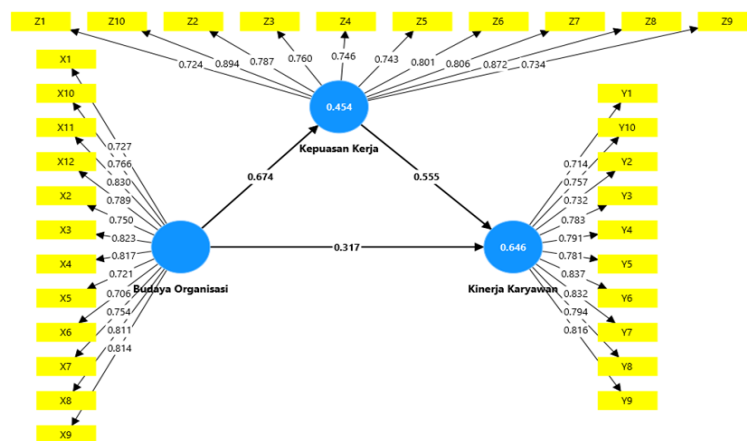 Z1 Z10 Z2 Z3 Z4 Z5 Z6 Z7 Z8 Z9
0.724 0.894 0.787 0.760 0.746 0.743 0.801 0.806 0.872 0.734
X1
X10
X11
X12
X2
X3
X4
X5
X6
X7
X8
X9
0.727
0.766
0.830
0.789
0.750
0.823
0.817
0.721
0.706
0.754
0.811
0.814
0.454
Kepuasan Kerja
0.674
0.555
0.317
Budaya Organisasi
0.646
Kinerja Karyawan
0.714
0.757
0.732
0.783
0.791
0.781
0.837
0.832
0.794
0.816
Y1
Y10
Y2
Y3
Y4
Y5
Y6
Y7
Y8
Y9